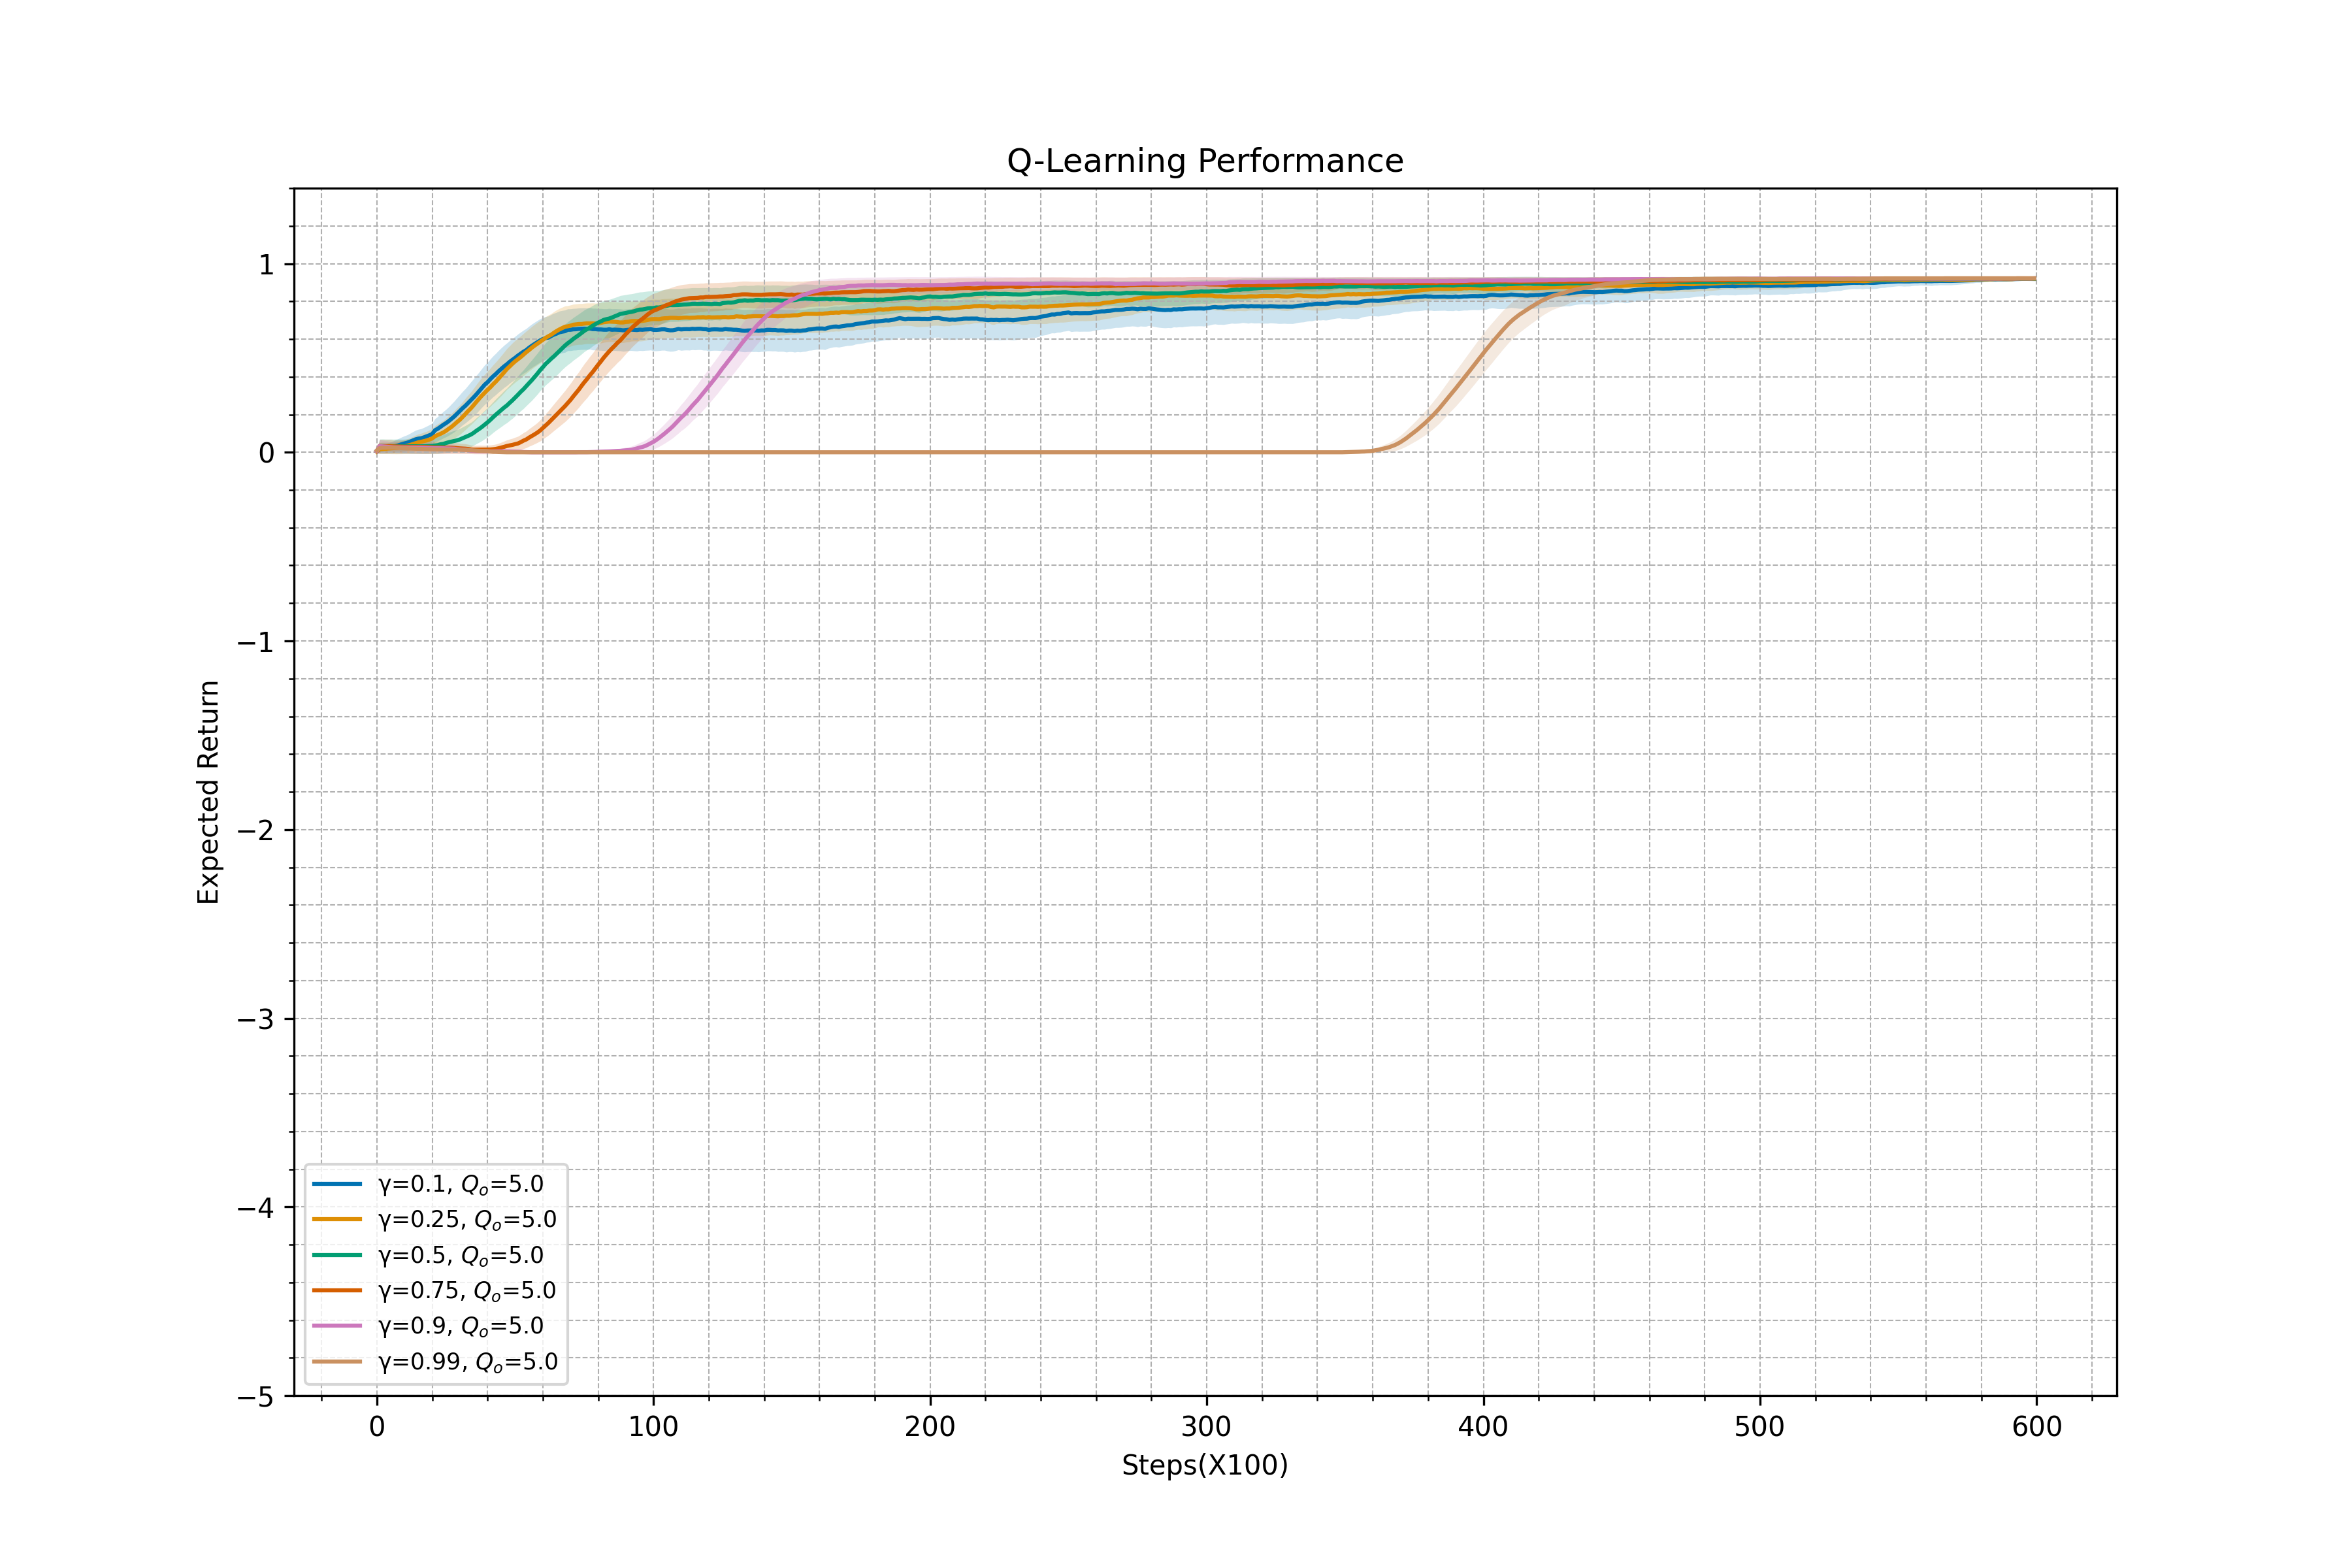 Q-Learning Performance
Expected Return
1
0
−1
−2
−3
−4
−5
γ=0.1, Qₒ=5.0
γ=0.25, Qₒ=5.0
γ=0.5, Qₒ=5.0
γ=0.75, Qₒ=5.0
γ=0.9, Qₒ=5.0
γ=0.99, Qₒ=5.0
0 100 200 300 400 500 600
Steps(X100)